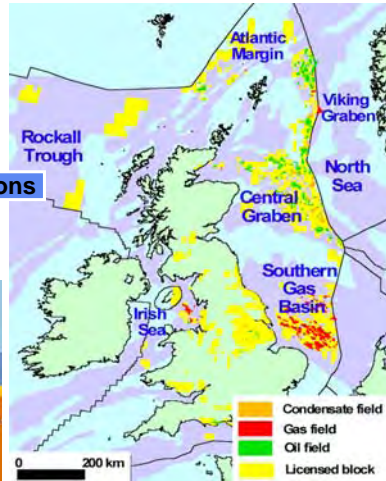 Atlantic
Margin
Viking
Graben
Rockall
Trough
North
Sea
ons
Central
Graben
Southern
Gas
Basin
Irish
Sea
Condensate field
Gas field
Oil field
Licensed block
0 200 km